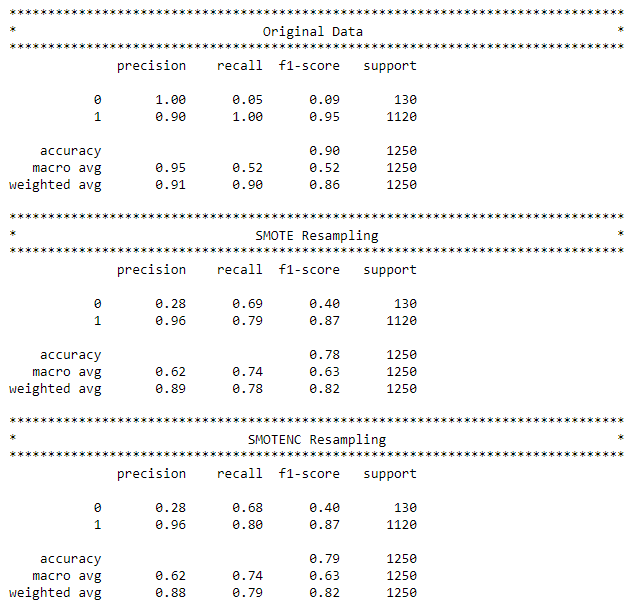 ********************************************************************************
*                                Original Data                                 *
********************************************************************************
              precision    recall  f1-score   support

           0       1.00      0.05      0.09       130
           1       0.90      1.00      0.95      1120

    accuracy                           0.90      1250
   macro avg       0.95      0.52      0.52      1250
weighted avg       0.91      0.90      0.86      1250

********************************************************************************
*                               SMOTE Resampling                               *
********************************************************************************
              precision    recall  f1-score   support

           0       0.28      0.69      0.40       130
           1       0.96      0.79      0.87      1120

    accuracy                           0.78      1250
   macro avg       0.62      0.74      0.63      1250
weighted avg       0.89      0.78      0.82      1250

********************************************************************************
*                              SMOTENC Resampling                              *
********************************************************************************
              precision    recall  f1-score   support

           0       0.28      0.68      0.40       130
           1       0.96      0.80      0.87      1120

    accuracy                           0.79      1250
   macro avg       0.62      0.74      0.63      1250
weighted avg       0.88      0.79      0.82      1250